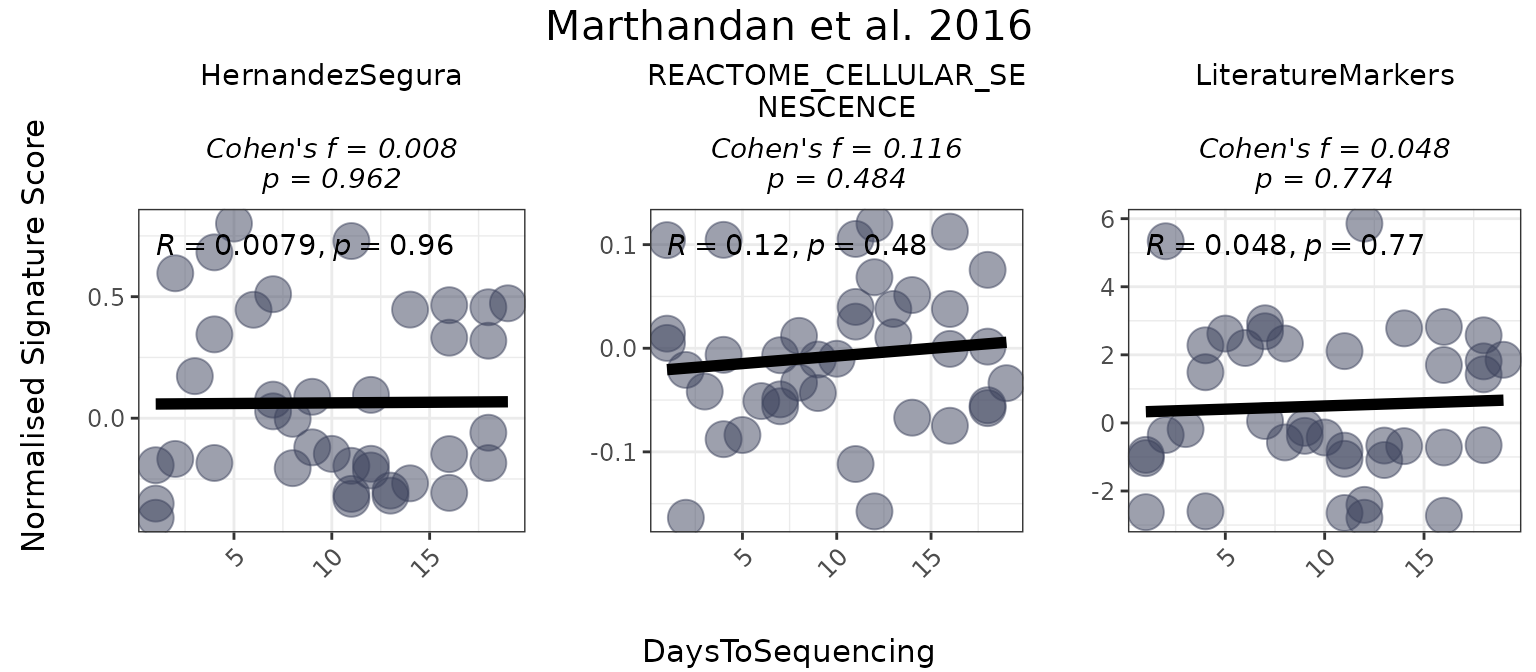 Marthandan et al. 2016
HernandezSegura
REACTOME_CELLULAR_SE
NESCENCE
LiteratureMarkers
Cohen's f = 0.008
p = 0.962
Cohen's f = 0.116
p = 0.484
Cohen's f = 0.048
p = 0.774
Normalised Signature Score
R = 0.0079, p = 0.96
0.5
0.0
5
10
15
R = 0.12, p = 0.48
0.1
0.0
-0.1
5
10
15
R = 0.048, p = 0.77
6
4
2
0
-2
5
10
15
DaysToSequencing